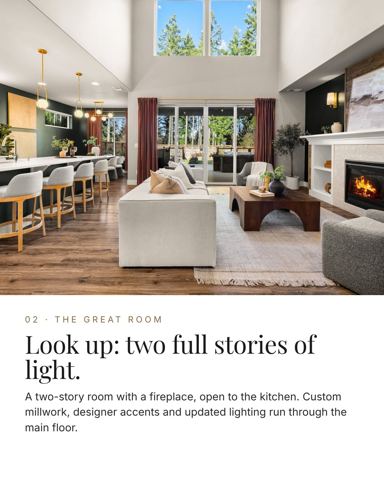 02 · THE GREAT ROOM
Look up: two full stories of
light.
A two-story room with a fireplace, open to the kitchen. Custom
millwork, designer accents and updated lighting run through the
main floor.